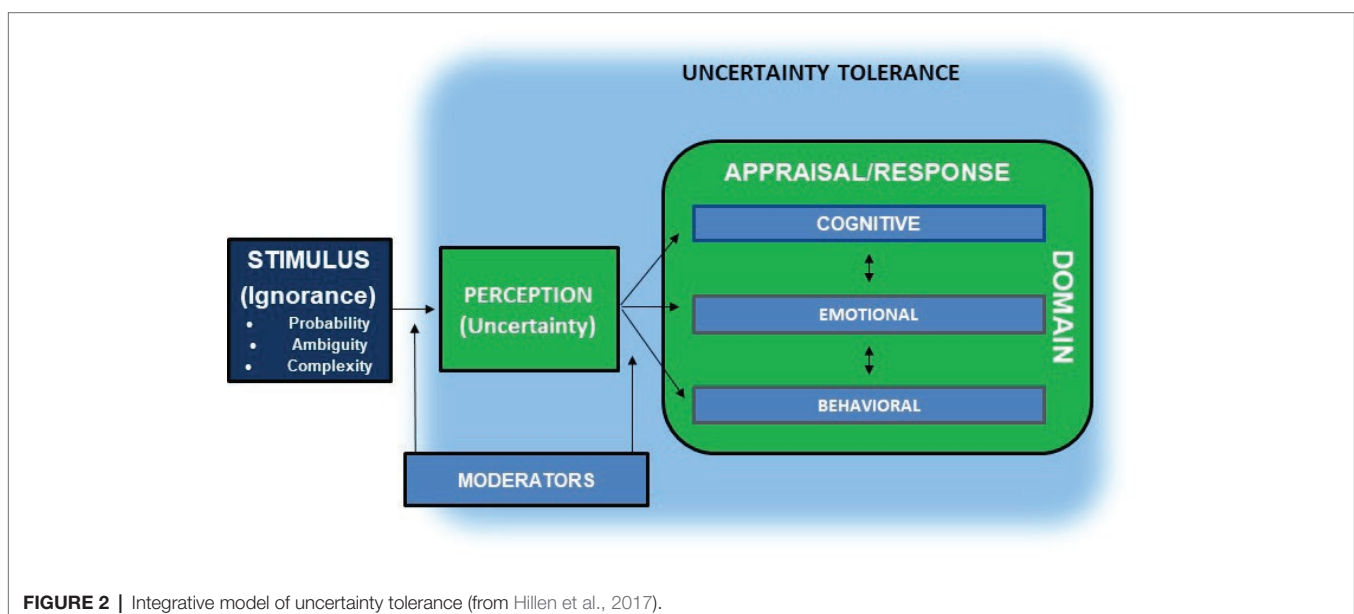 UNCERTAINTY TOLERANCE
APPRAISAL/RESPONSE
COGNITIVE
EMOTIONAL
BEHAVIORAL
DOMAIN
STIMULUS
(Ignorance)
• Probability
• Ambiguity
• Complexity
PERCEPTION
(Uncertainty)
MODERATORS
FIGURE 2 | Integrative model of uncertainty tolerance (from Hillen et al., 2017).